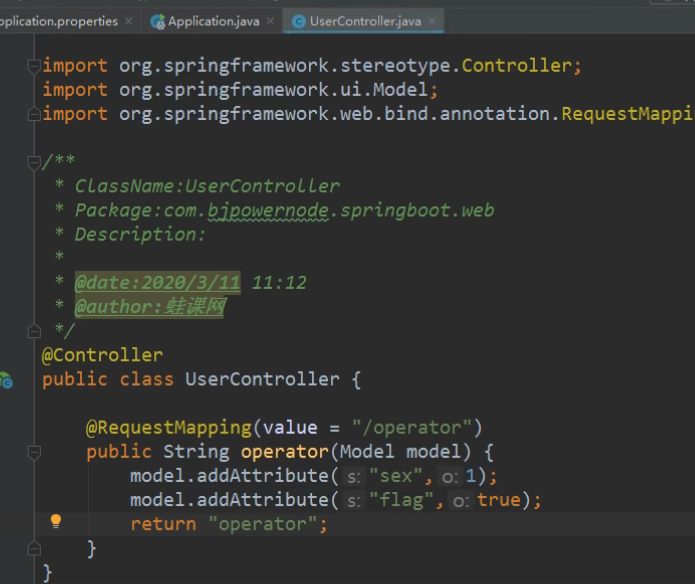 pplication.properties × Application.java × UserController.java ×
import org.springframework.stereotype.Controller;
import org.springframework.ui.Model;
import org.springframework.web.bind.annotation.RequestMappi
/**
* ClassName:UserController
* Package:com.bjpowernode.springboot.web
* Description:
*
* @date:2020/3/11 11:12
* @author:蛙课网
*/
@Controller
public class UserController {
@RequestMapping(value = "/operator")
public String operator(Model model) {
model.addAttribute( s: "sex", o: 1);
model.addAttribute( s: "flag", o: true);
return "operator";
}
}